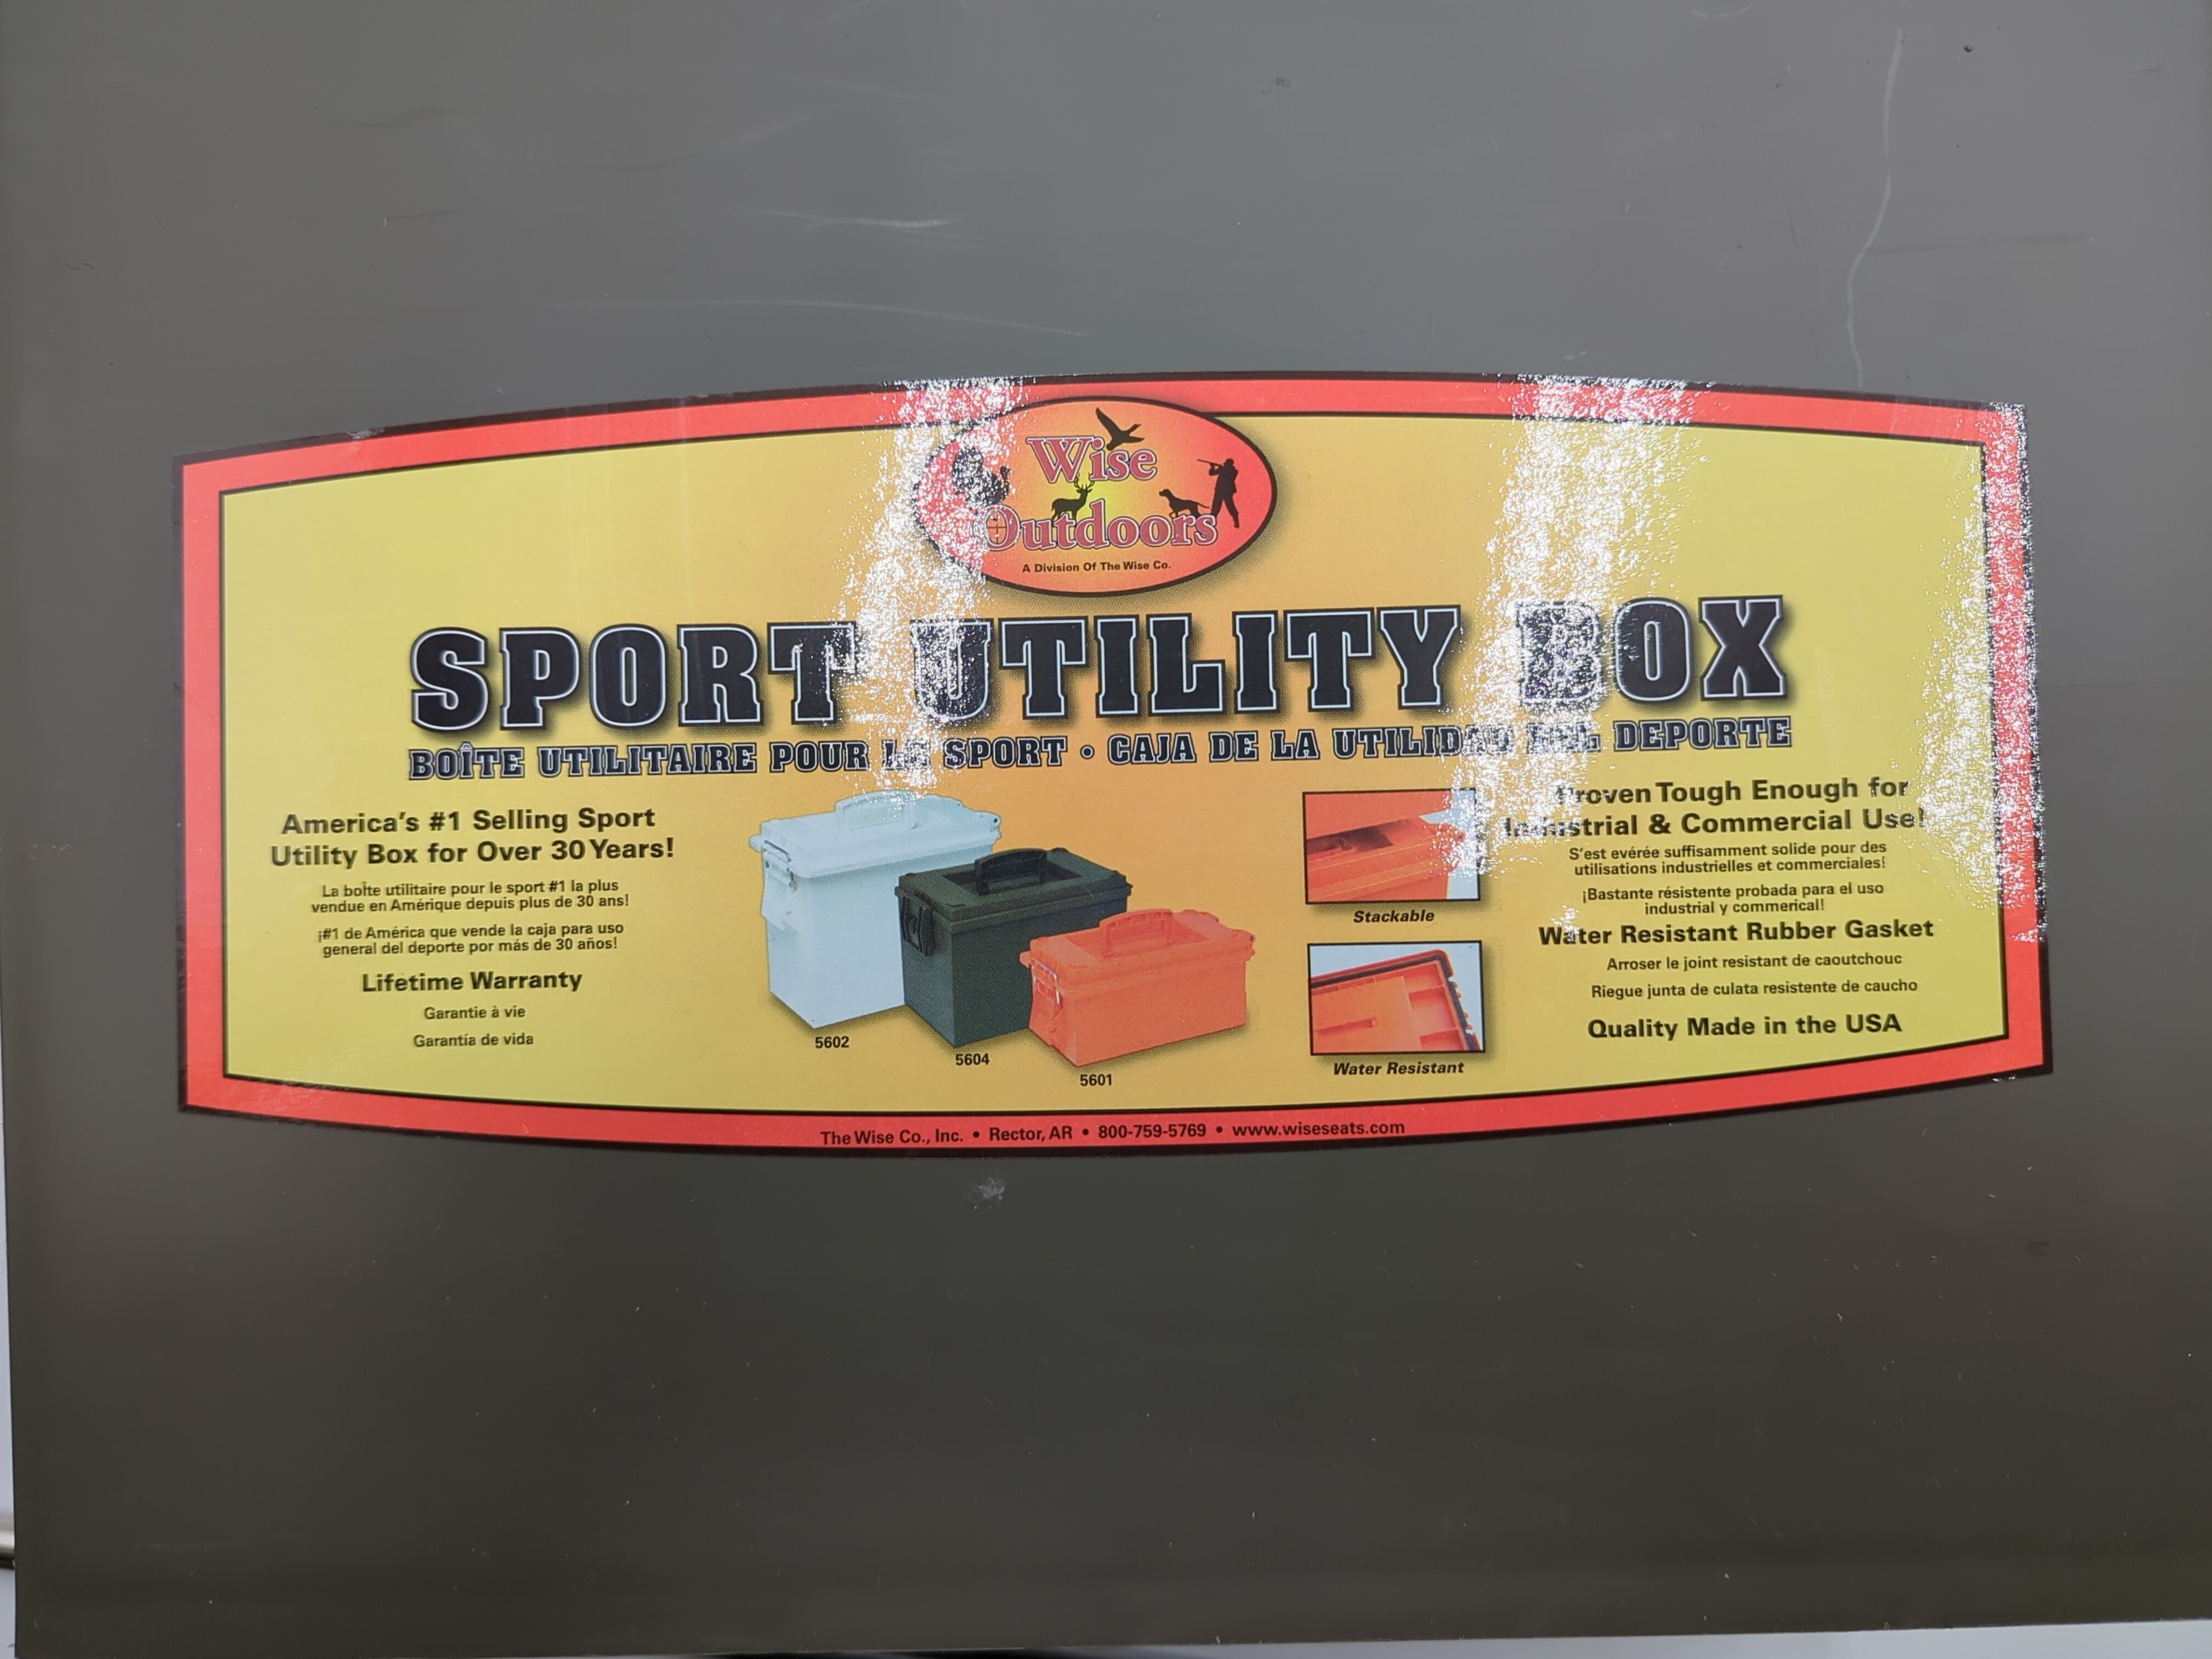 Wise
Outdoors
A Division Of The Wise Co.
SPORT UTILITY BOX
BOÎTE UTILITAIRE POUR LE SPORT • CAJA DE LA UTILIDAD DEL DEPORTE
America's #1 Selling Sport
Utility Box for Over 30 Years!
La boîte utilitaire pour le sport #1 la plus
vendue en Amérique depuis plus de 30 ans!
¡#1 de América que vende la caja para uso
general del deporte por más de 30 años!
Lifetime Warranty
Garantie à vie
Garantía de vida
5602
5604
5601
Stackable
Water Resistant
Proven Tough Enough for
Industrial & Commercial Use!
S'est evérée suffisamment solide pour des
utilisations industrielles et commerciales!
¡Bastante résistente probada para el uso
industrial y commerical!
Water Resistant Rubber Gasket
Arroser le joint resistant de caoutchouc
Riegue junta de culata resistente de caucho
Quality Made in the USA
The Wise Co., Inc. • Rector, AR • 800-759-5769 • www.wiseseats.com